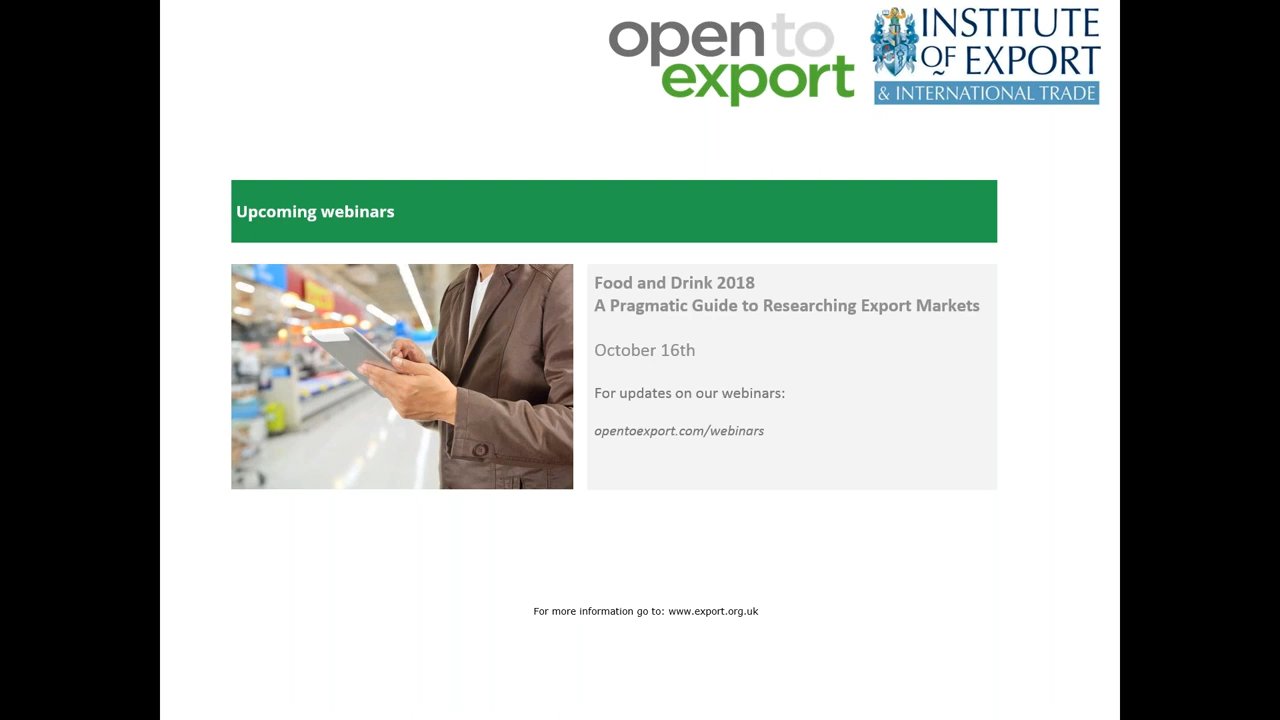 open to
export
INSTITUTE
OF EXPORT
& INTERNATIONAL TRADE
Upcoming webinars
Food and Drink 2018
A Pragmatic Guide to Researching Export Markets
October 16th
For updates on our webinars:
opentoexport.com/webinars
For more information go to: www.export.org.uk